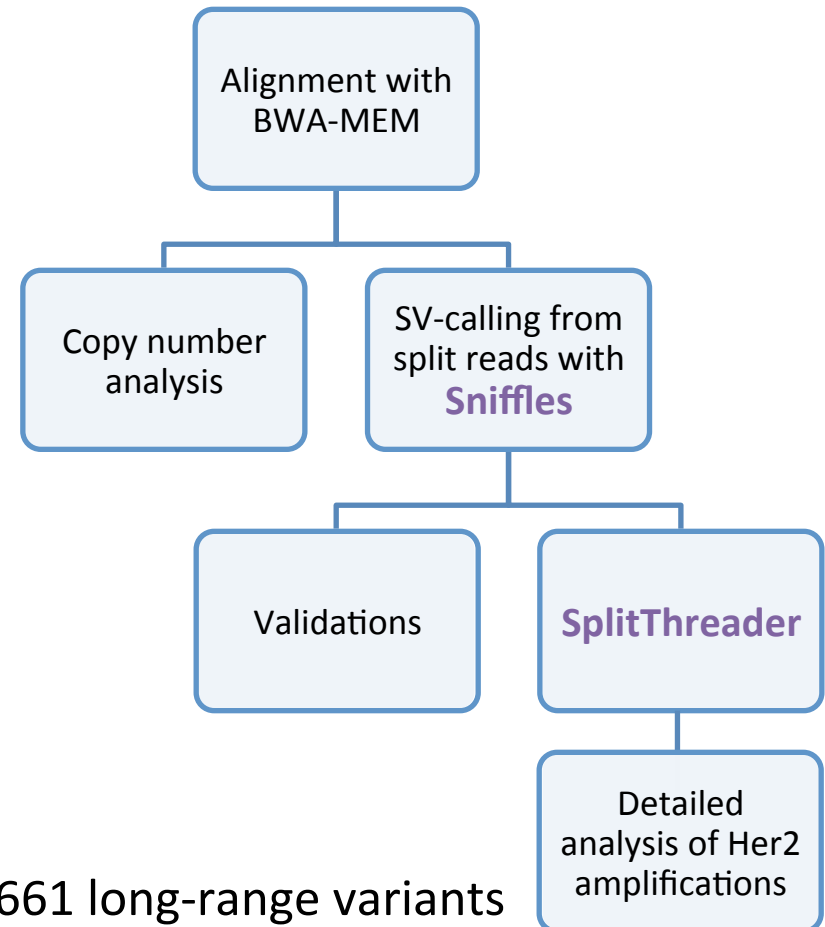 Alignment with
BWA-MEM
Copy number
analysis
SV-calling from
split reads with
Sniffles
Validations
SplitThreader
Detailed
analysis of Her2
amplifications
661 long-range variants